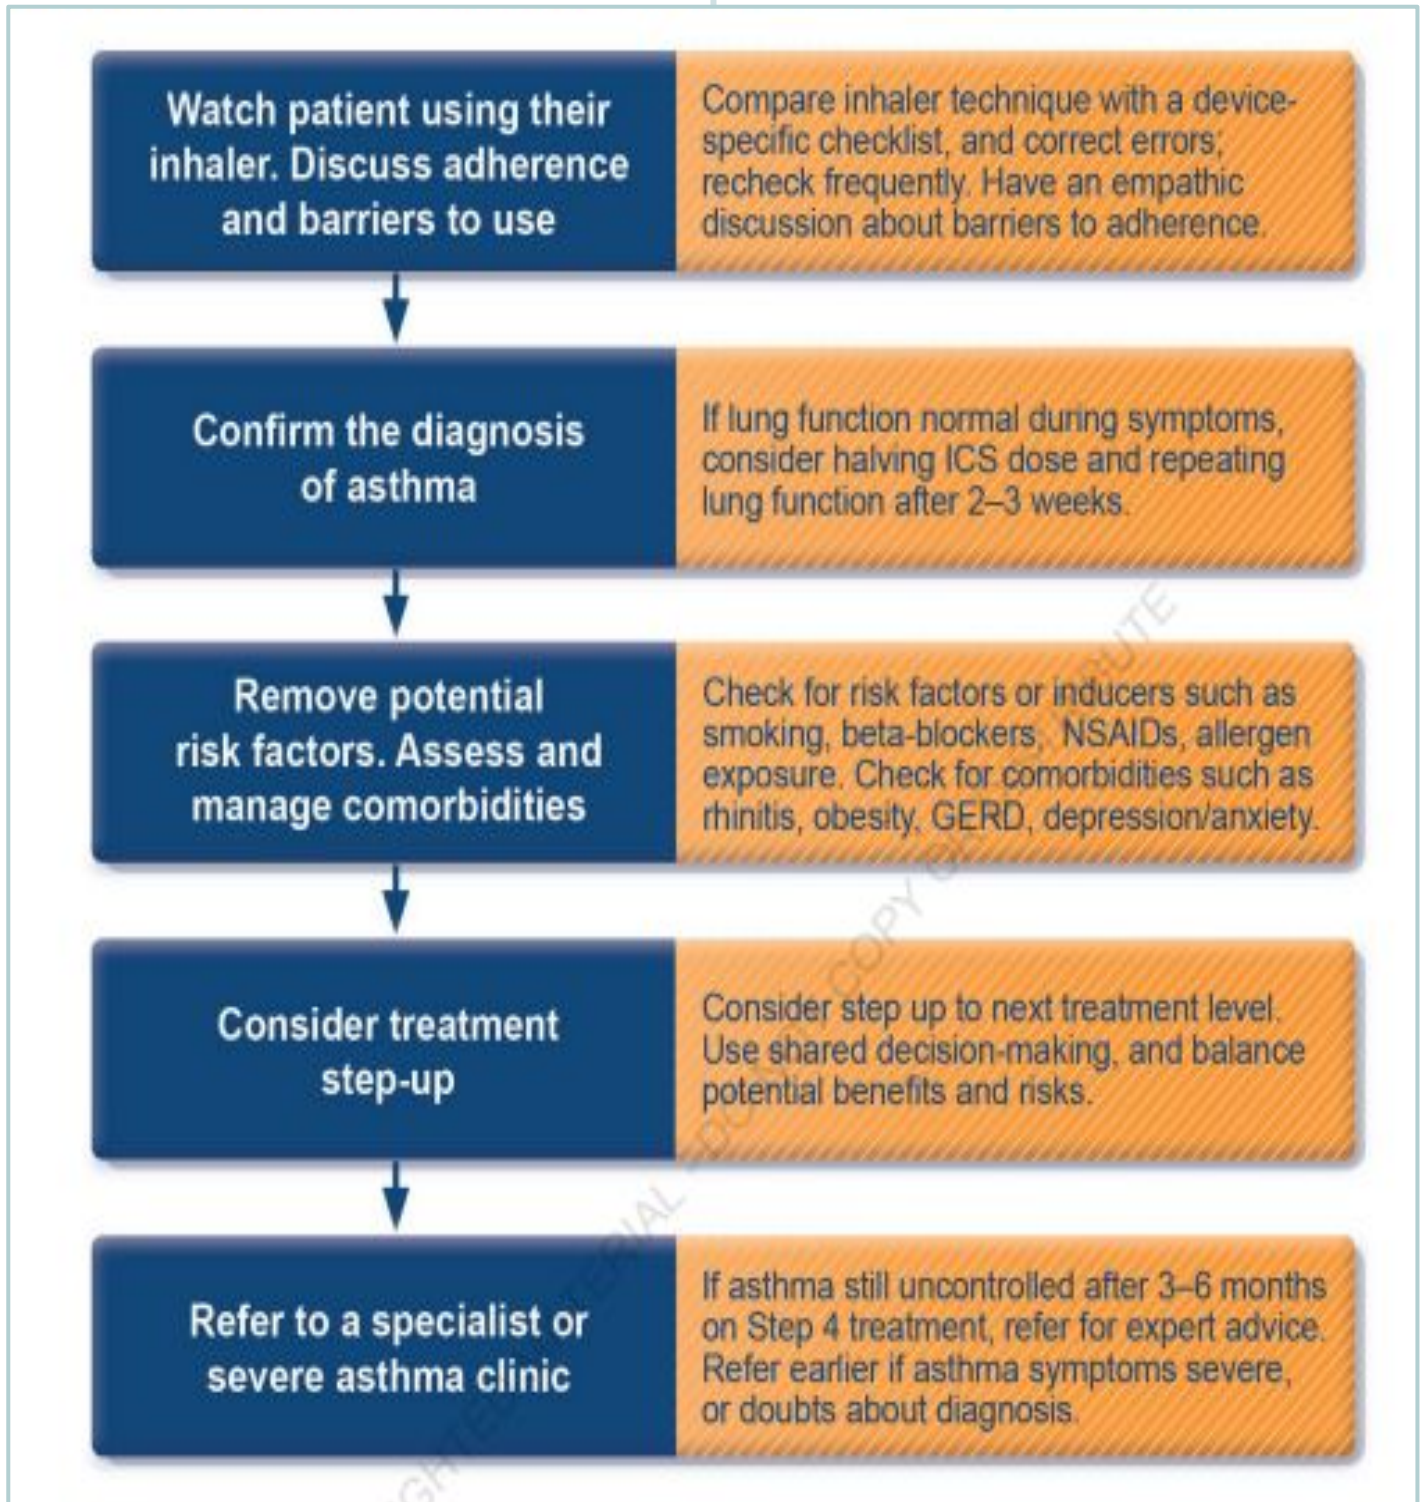 Watch patient using their
inhaler. Discuss adherence
and barriers to use
Compare inhaler technique with a device-
specific checklist, and correct errors;
recheck frequently. Have an empathic
discussion about barriers to adherence.
Confirm the diagnosis
of asthma
If lung function normal during symptoms,
consider halving ICS dose and repeating
lung function after 2–3 weeks.
Remove potential
risk factors. Assess and
manage comorbidities
Check for risk factors or inducers such as
smoking, beta-blockers, NSAIDs, allergen
exposure. Check for comorbidities such as
rhinitis, obesity, GERD, depression/anxiety.
Consider treatment
step-up
Consider step up to next treatment level.
Use shared decision-making, and balance
potential benefits and risks.
Refer to a specialist or
severe asthma clinic
If asthma still uncontrolled after 3–6 months
on Step 4 treatment, refer for expert advice.
Refer earlier if asthma symptoms severe,
or doubts about diagnosis.
COPY